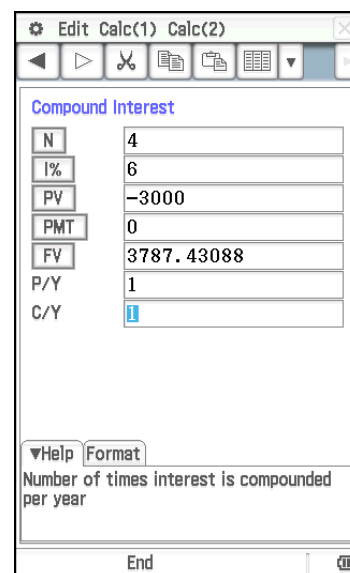 Edit Calc(1) Calc(2)
Compound Interest
N 4
I% 6
PV -3000
PMT 0
FV 3787.43088
P/Y 1
C/Y 1
▼Help Format
Number of times interest is compounded
per year
End